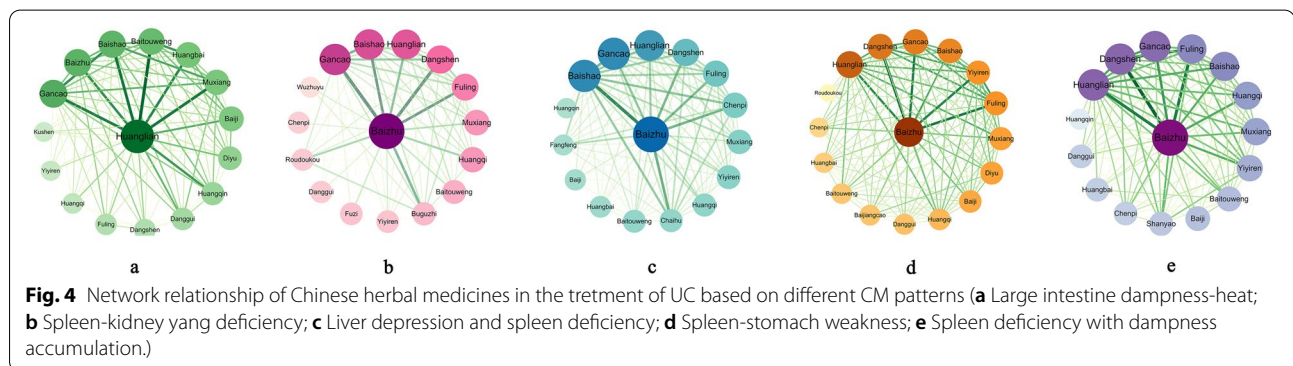 Baitouweng
Baishao
Huangbai
Baizhu
Muxiang
Gancao
Baiji
Huanglian
Kushen
Diyu
Yiyiren
Huangqin
Huangqi
Danggui
Fuling
Dangshen
a
Baishao
Huanglian
Gancao
Dangshen
Wuzhuyu
Fuling
Chenpi
Baizhu
Muxiang
Roudoukou
Huangqi
Danggui
Baitouweng
Fuzi
Buguzhi
Yiyiren
b
Gancao
Huanglian
Dangshen
Baishao
Fuling
Huangqin
Chenpi
Fangfeng
Baizhu
Muxiang
Baiji
Yiyiren
Huangbai
Huangqi
Baitouweng
Chaihu
c
Dangshen
Gancao
Baishao
Huanglian
Yiyiren
Roudoukou
Fuling
Chenpi
Baizhu
Muxiang
Huangbai
Diyu
Baitouweng
Baiji
Baijiangcao
Huangqi
Danggui
d
Gancao
Fuling
Dangshen
Baishao
Huanglian
Huangqi
Huangqin
Baizhu
Muxiang
Danggui
Yiyiren
Huangbai
Baitouweng
Chenpi
Baiji
Shanyao
e
Fig. 4 Network relationship of Chinese herbal medicines in the tretment of UC based on different CM patterns (a Large intestine dampness-heat;
b Spleen-kidney yang deficiency; c Liver depression and spleen deficiency; d Spleen-stomach weakness; e Spleen deficiency with dampness
accumulation.)